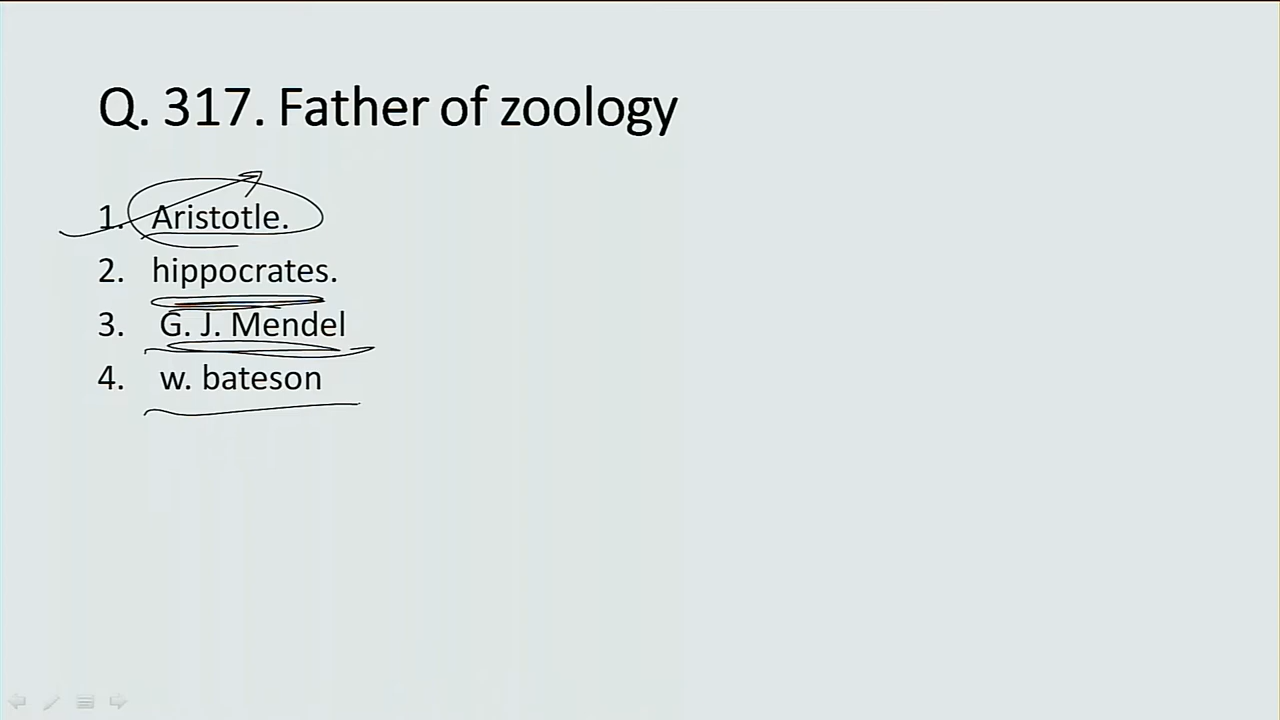 Q. 317. Father of zoology
1. Aristotle.
2. hippocrates.
3. G. J. Mendel
4. w. bateson